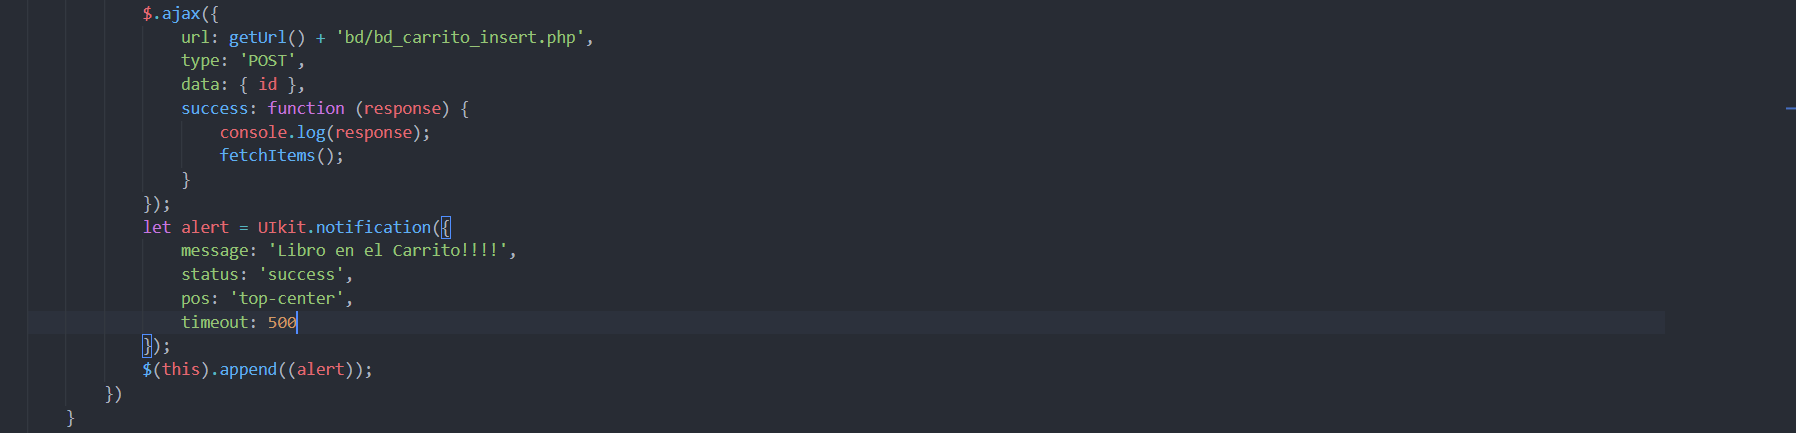 $.ajax({
url: getUrl() + 'bd/bd_carrito_insert.php',
type: 'POST',
data: { id },
success: function (response) {
console.log(response);
fetchItems();
}
});
let alert = UIkit.notification({
message: 'Libro en el Carrito!!!!',
status: 'success',
pos: 'top-center',
timeout: 500
});
$(this).append((alert));
})
}